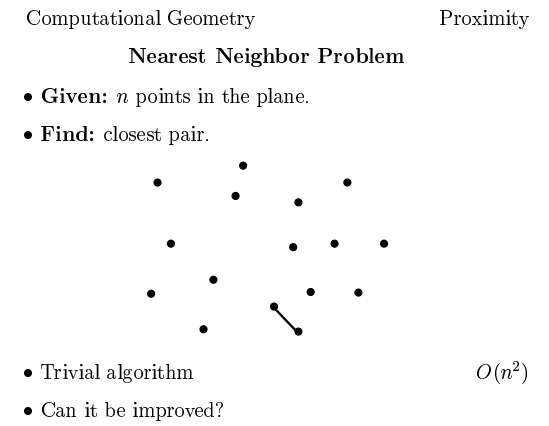 Computational Geometry Proximity
Nearest Neighbor Problem
• Given: n points in the plane.
• Find: closest pair.
• Trivial algorithm O(n²)
• Can it be improved?